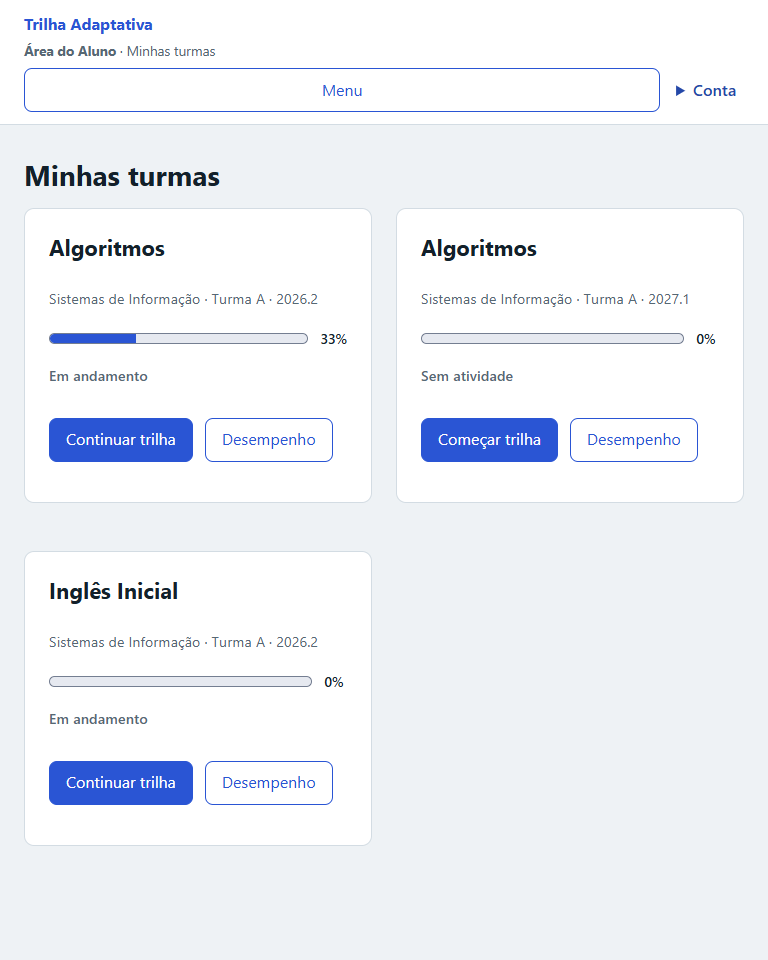 Trilha Adaptativa
Área do Aluno · Minhas turmas
Menu
Conta
Minhas turmas
Algoritmos
Sistemas de Informação · Turma A · 2026.2
33%
Em andamento
Continuar trilha
Desempenho
Algoritmos
Sistemas de Informação · Turma A · 2027.1
0%
Sem atividade
Começar trilha
Desempenho
Inglês Inicial
Sistemas de Informação · Turma A · 2026.2
0%
Em andamento
Continuar trilha
Desempenho